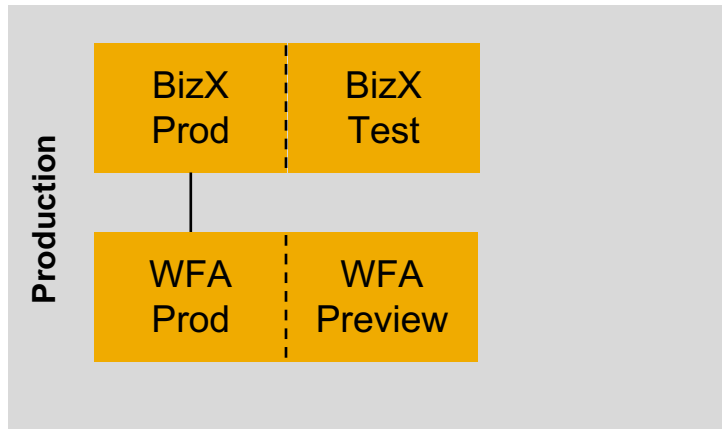 Production
BizX
Prod
BizX
Test
WFA
Prod
WFA
Preview